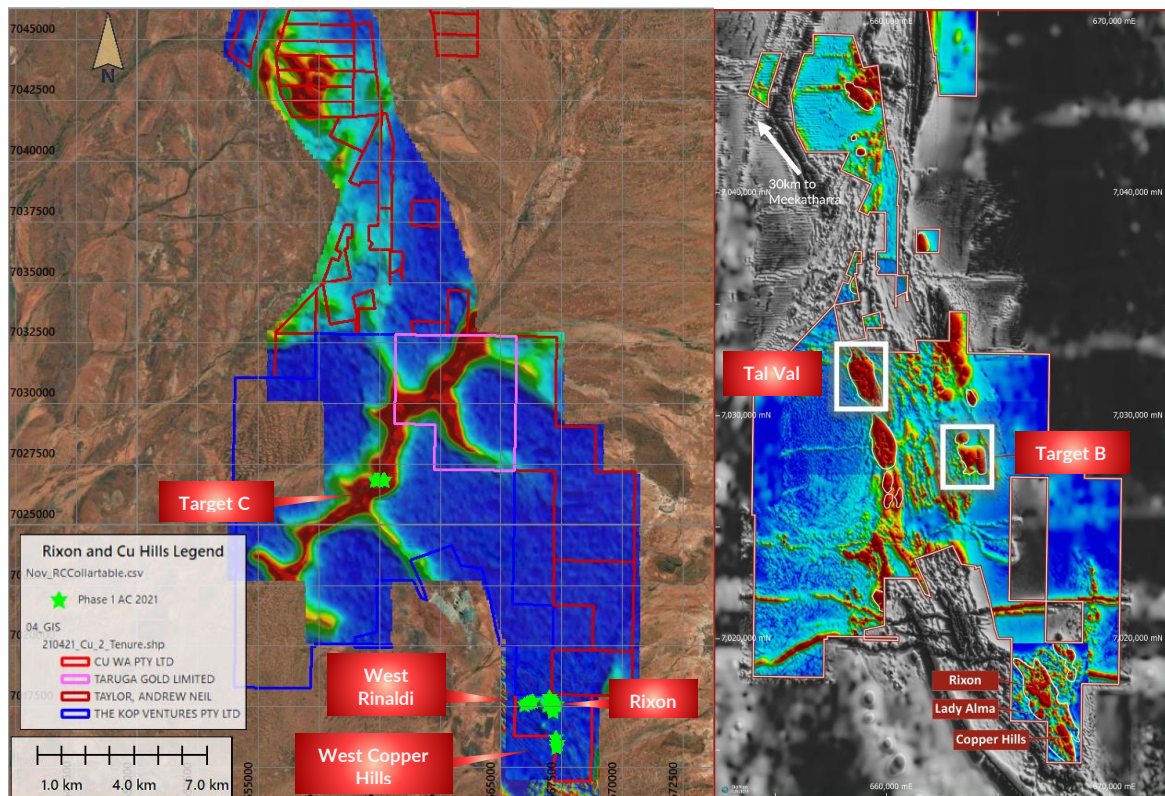 7045000
7042500
7040000
7037500
7035000
7032500
7030000
7027500
7025000
N
Target C
Rixon and Cu Hills Legend
Nov_RCCollartable.csv
Phase 1 AC 2021
04_GIS
210421_Cu_2_Tenure.shp
CU WA PTY LTD
TARUGA GOLD LIMITED
TAYLOR, ANDREW NEIL
THE KOP VENTURES PTY LTD
1.0 km 4.0 km 7.0 km
West
Rinaldi
Rixon
West Copper
Hills
665000
670000
672500
660,000 mE 670,000 mE
30km to
Meekatharra
7,040,000 mN 7,040,000 mN
Tal Val
7,030,000 mN 7,030,000 mN
Target B
7,020,000 mN 7,020,000 mN
Rixon
Lady Alma
Copper Hills
660,000 mE 670,000 mE